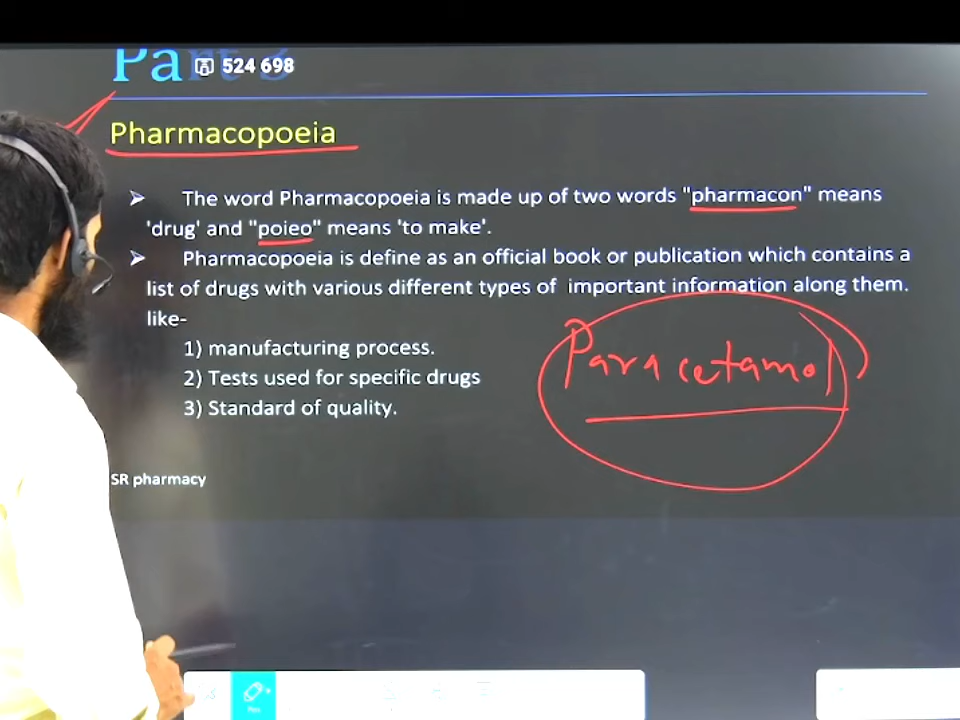 Part 3
524 698
Pharmacopoeia
➢ The word Pharmacopoeia is made up of two words "pharmacon" means
'drug' and "poieo" means 'to make'.
➢ Pharmacopoeia is define as an official book or publication which contains a
list of drugs with various different types of important information along them.
like-
1) manufacturing process.
2) Tests used for specific drugs
3) Standard of quality.
Paracetamol
SR pharmacy